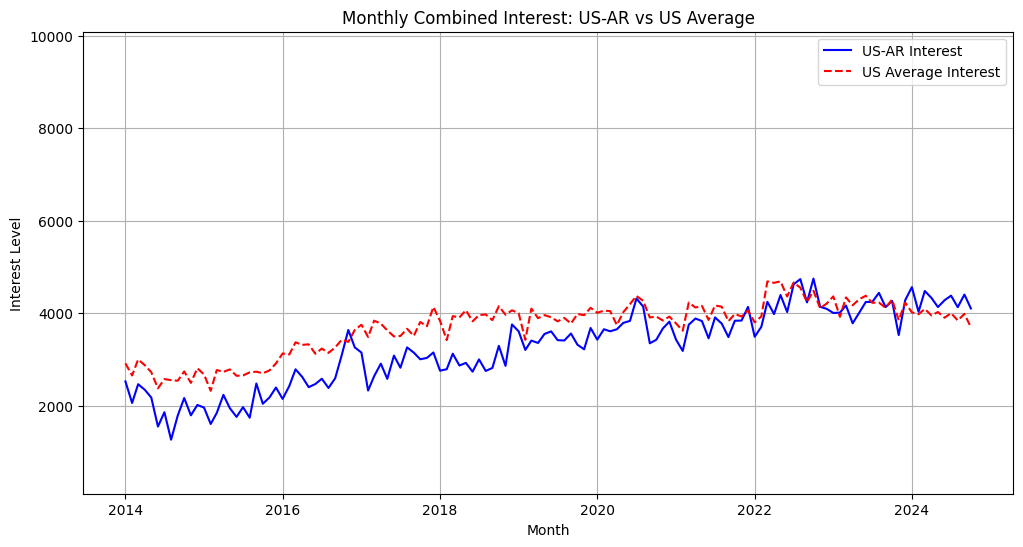 Monthly Combined Interest: US-AR vs US Average
10000
8000
6000
4000
2000
Interest Level
US-AR Interest
US Average Interest
2014 2016 2018 2020 2022 2024
Month